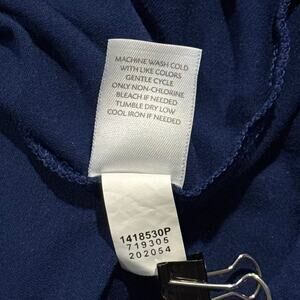 MACHINE WASH COLD
WITH LIKE COLORS
GENTLE CYCLE
ONLY NON-CHLORINE
BLEACH IF NEEDED
TUMBLE DRY LOW
COOL IRON IF NEEDED
1418530P
719305
202054